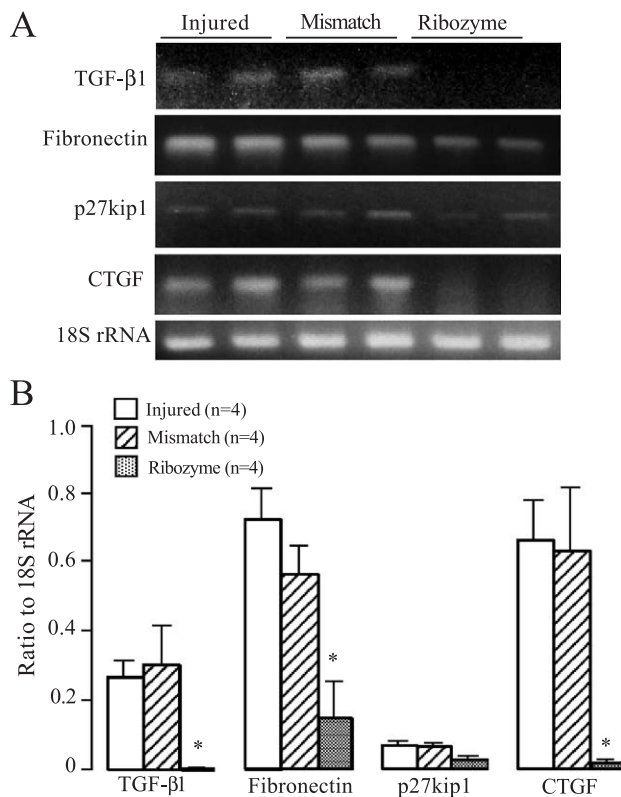 A
Injured Mismatch Ribozyme
TGF-β1
Fibronectin
p27kip1
CTGF
18S rRNA
B
Injured (n=4)
Mismatch (n=4)
Ribozyme (n=4)
Ratio to 18S rRNA
1.0
0.8
0.6
0.4
0.2
0
*
*
*
TGF-β1 Fibronectin p27kip1 CTGF